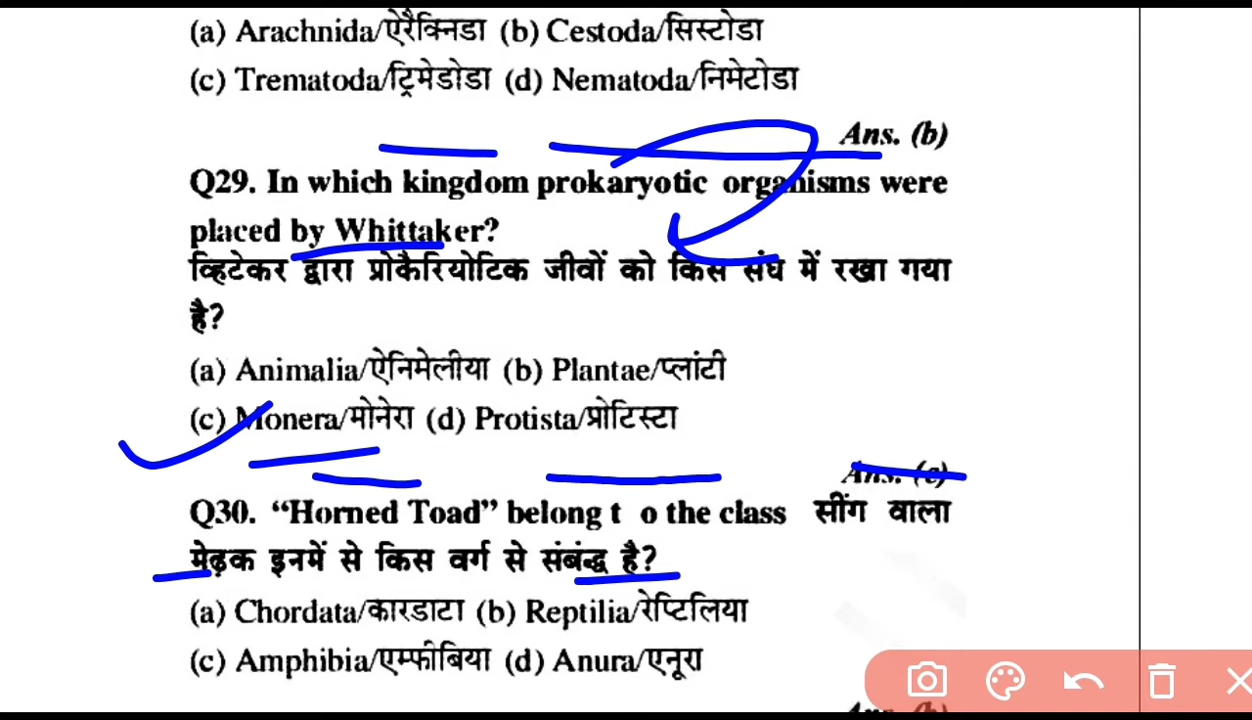 (a) Arachnida/ऐरैक्निडा (b) Cestoda/सिस्टोडा
(c) Trematoda/ट्रिमेडोडा (d) Nematoda/निमेटोडा
Ans. (b)
Q29. In which kingdom prokaryotic organisms were
placed by Whittaker?
व्हिटेकर द्वारा प्रोकैरियोटिक जीवों को किस संघ में रखा गया
है?
(a) Animalia/ऐनिमेलीया (b) Plantae/प्लांटी
(c) Monera/मोनेरा (d) Protista/प्रोटिस्टा
Ans. (c)
Q30. “Horned Toad” belong t o the class सींग वाला
मेढ़क इनमें से किस वर्ग से संबंद्ध है?
(a) Chordata/कारडाटा (b) Reptilia/रेप्टिलिया
(c) Amphibia/एम्फीबिया (d) Anura/एनूरा
Ans. (b)